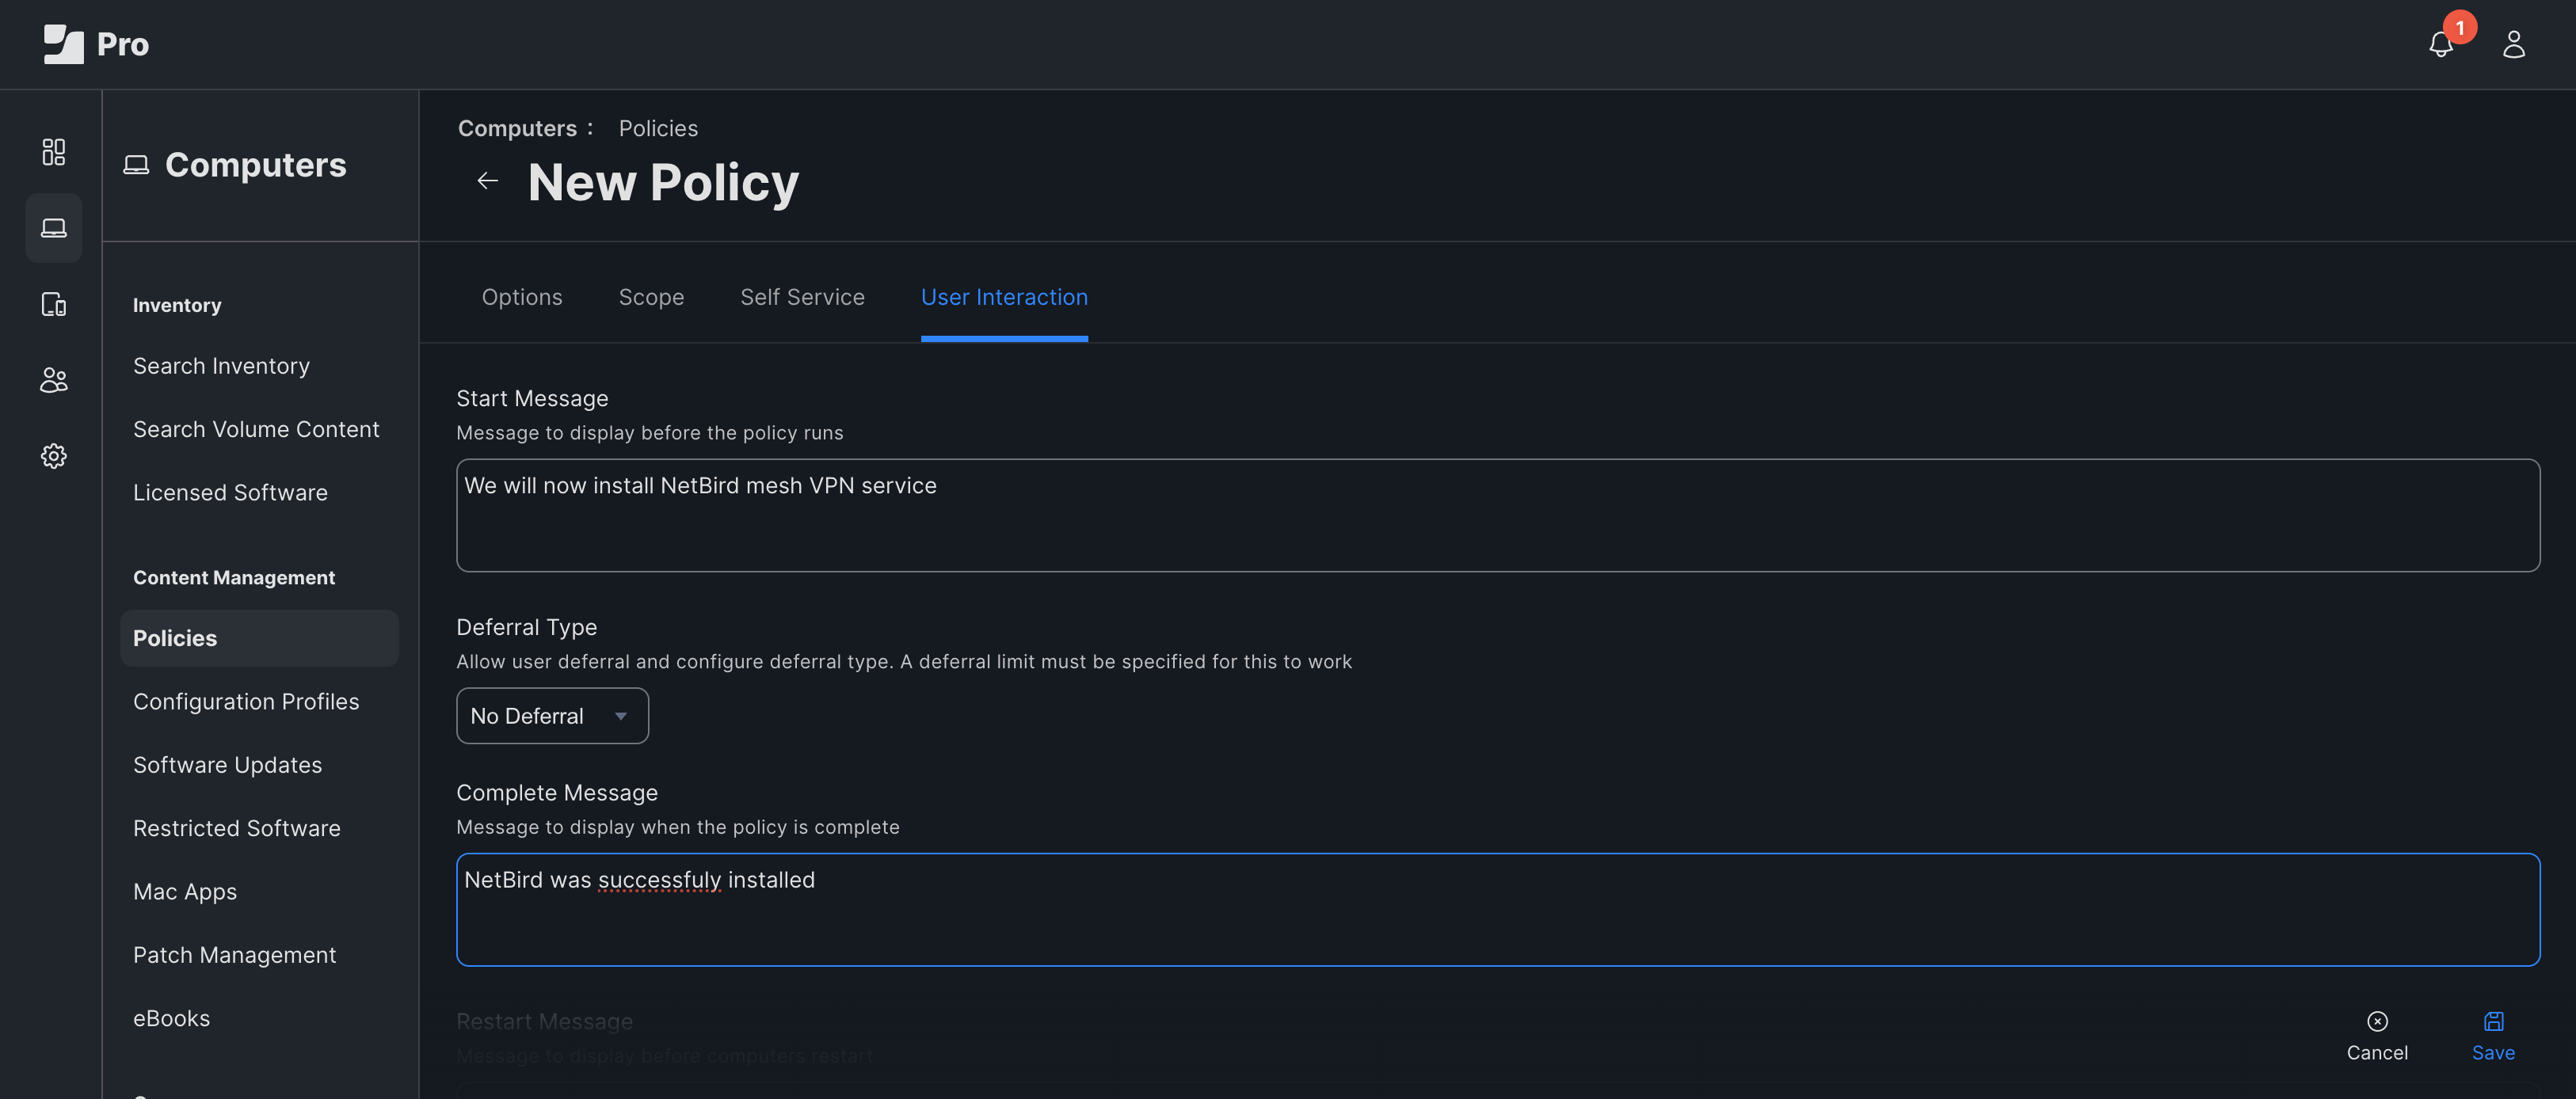 Pro
1
Computers
Inventory
Search Inventory
Search Volume Content
Licensed Software
Content Management
Policies
Configuration Profiles
Software Updates
Restricted Software
Mac Apps
Patch Management
eBooks
Computers : Policies
New Policy
Options Scope Self Service User Interaction
Start Message
Message to display before the policy runs
We will now install NetBird mesh VPN service
Deferral Type
Allow user deferral and configure deferral type. A deferral limit must be specified for this to work
No Deferral
Complete Message
Message to display when the policy is complete
NetBird was successfuly installed
Restart Message
Message to display before computers restart
Cancel
Save